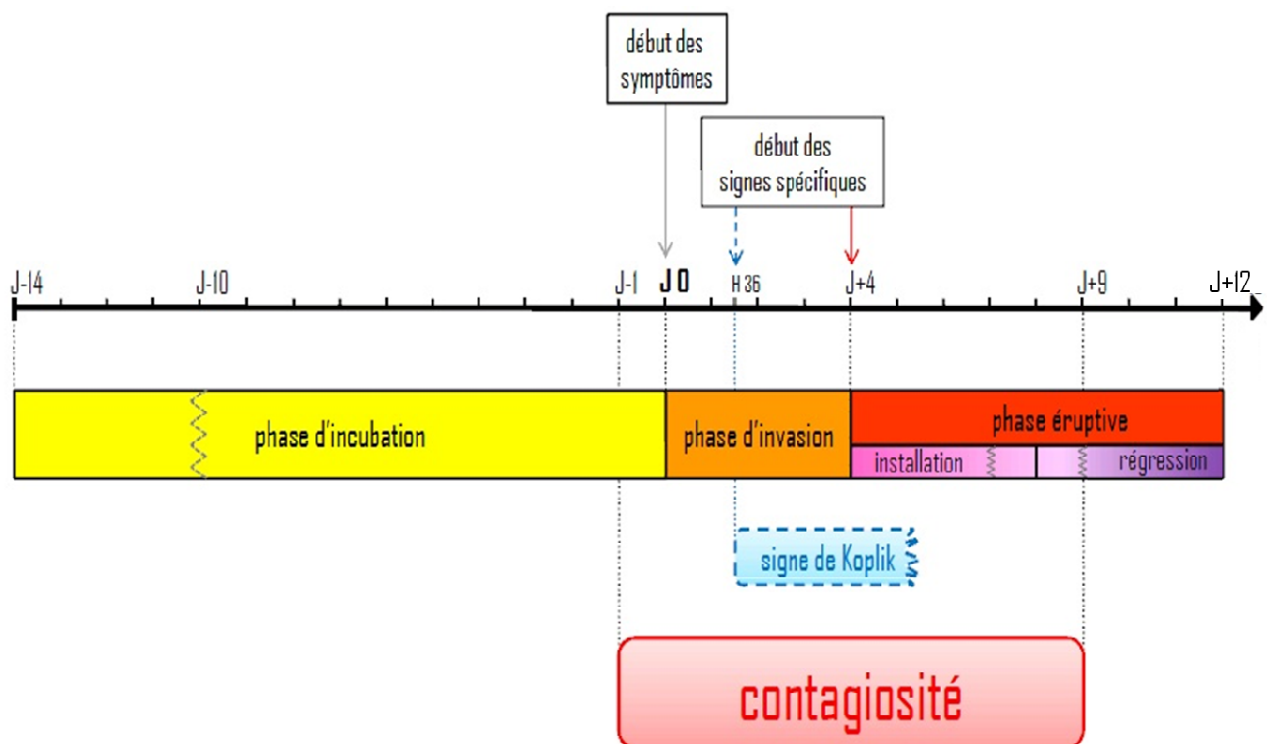 début des
symptômes
début des
signes spécifiques
J-14
J-10
J-1
J 0
H 36
J+4
J+9
J+12
phase d'incubation
phase d'invasion
phase éruptive
installation
régression
signe de Koplik
contagiosité